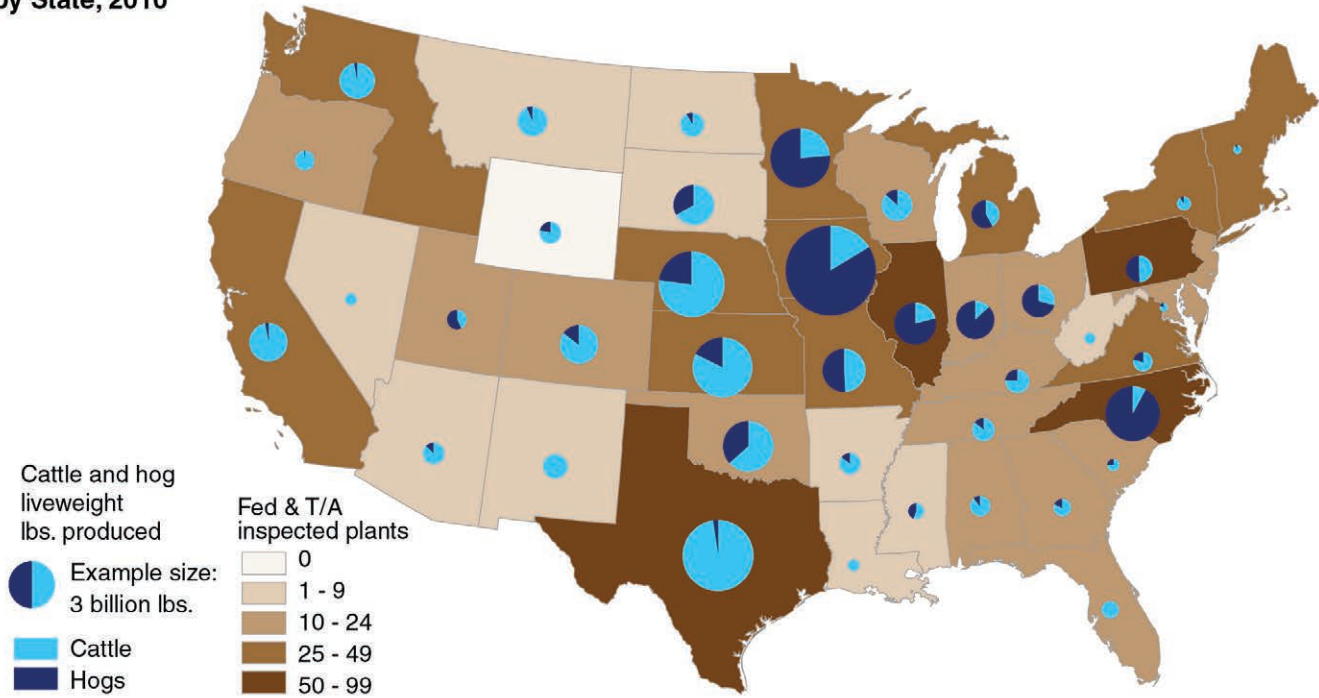 by State, 2010
Cattle and hog
liveweight
lbs. produced
Example size:
3 billion lbs.
Cattle
Hogs
Fed & T/A
inspected plants
0
1 - 9
10 - 24
25 - 49
50 - 99